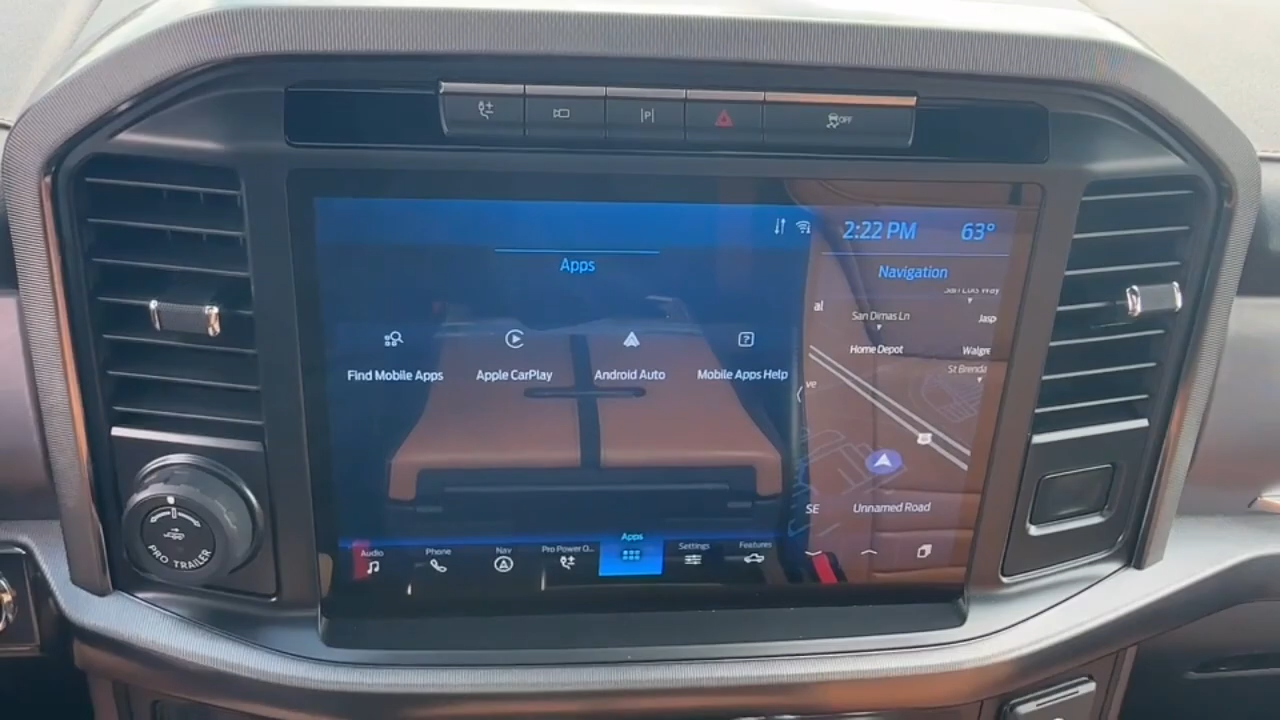 P
OFF
2:22 PM 63°
Apps
Navigation
San Luis Way
al
San Dimas Ln
Jasp
Home Depot
Walgre
St Brenda
Find Mobile Apps
Apple CarPlay
Android Auto
Mobile Apps Help
ve
SE
Unnamed Road
Audio
Phone
Nav
Pro Power O...
Apps
Settings
Features
PRO TRAILER